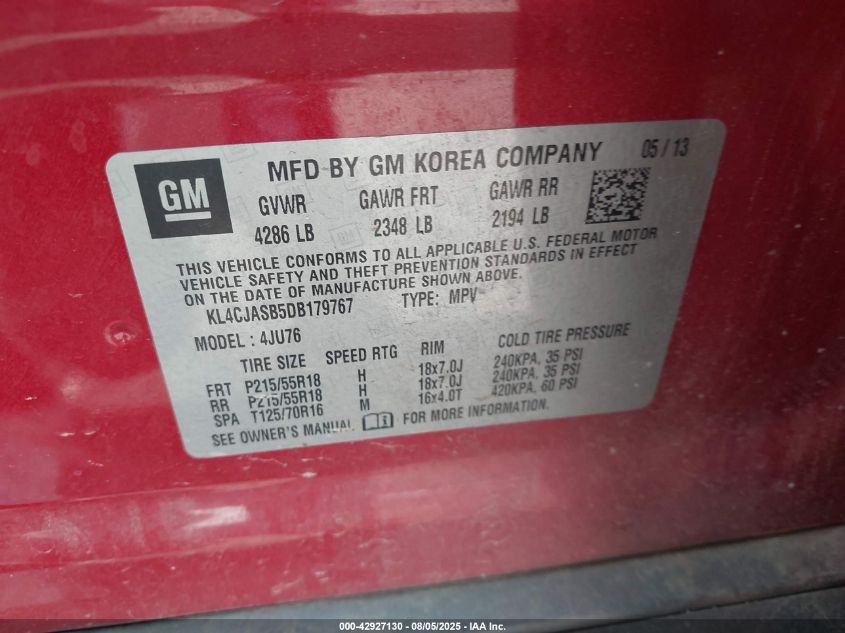 GM
MFD BY GM KOREA COMPANY 05 / 13
GVWR GAWR FRT GAWR RR
4286 LB 2348 LB 2194 LB
THIS VEHICLE CONFORMS TO ALL APPLICABLE U.S. FEDERAL MOTOR
VEHICLE SAFETY AND THEFT PREVENTION STANDARDS IN EFFECT
ON THE DATE OF MANUFACTURE SHOWN ABOVE.
KL4CJASB5DB179767 TYPE: MPV
MODEL : 4JU76
TIRE SIZE SPEED RTG RIM COLD TIRE PRESSURE
FRT P215/55R18 H 18x7.0J 240KPA, 35 PSI
RR P215/55R18 H 18x7.0J 240KPA, 35 PSI
SPA T125/70R16 M 16x4.0T 420KPA, 60 PSI
SEE OWNER'S MANUAL FOR MORE INFORMATION.
000-42927130 - 08/05/2025 - IAA Inc.